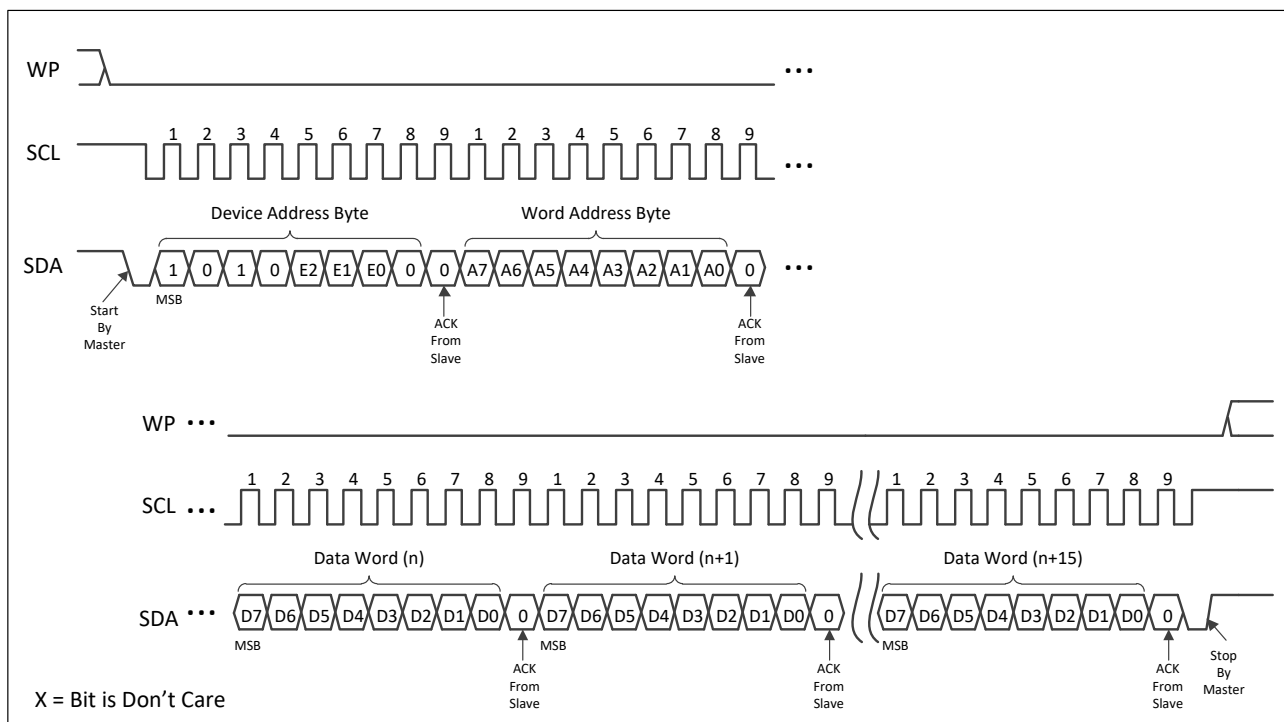 WP
SCL 1 2 3 4 5 6 7 8 9 1 2 3 4 5 6 7 8 9
Device Address Byte Word Address Byte
SDA 1 0 1 0 E2 E1 E0 0 0 A7 A6 A5 A4 A3 A2 A1 A0 0
MSB
Start
By
Master
ACK
From
Slave
ACK
From
Slave
WP
SCL 1 2 3 4 5 6 7 8 9 1 2 3 4 5 6 7 8 9 1 2 3 4 5 6 7 8 9
Data Word (n) Data Word (n+1) Data Word (n+15)
SDA D7 D6 D5 D4 D3 D2 D1 D0 0 D7 D6 D5 D4 D3 D2 D1 D0 0 D7 D6 D5 D4 D3 D2 D1 D0 0
MSB MSB MSB
ACK
From
Slave
ACK
From
Slave
ACK
From
Slave
Stop
By
Master
X = Bit is Don't Care